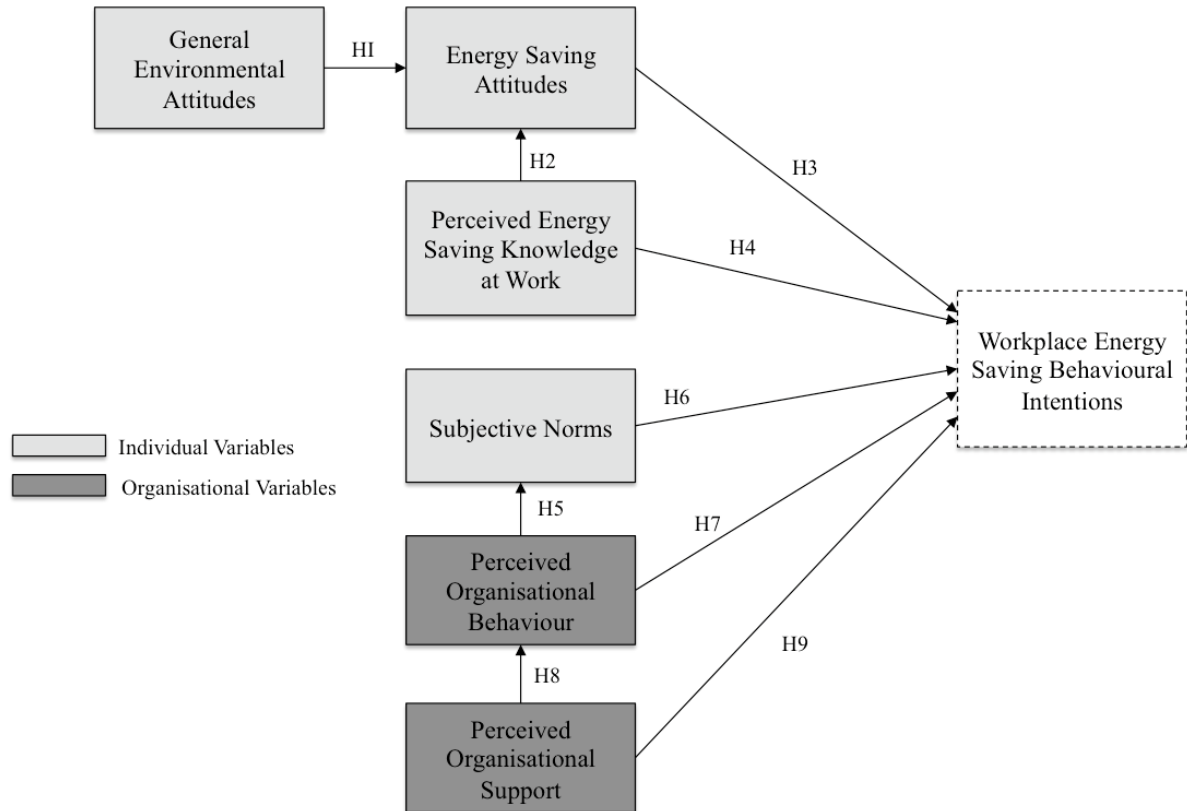 General
Environmental
Attitudes
HI
Energy Saving
Attitudes
H2
H3
Perceived Energy
Saving Knowledge
at Work
H4
Workplace Energy
Saving Behavioural
Intentions
Subjective Norms
H6
Individual Variables
Organisational Variables
H5
H7
Perceived
Organisational
Behaviour
H8
H9
Perceived
Organisational
Support